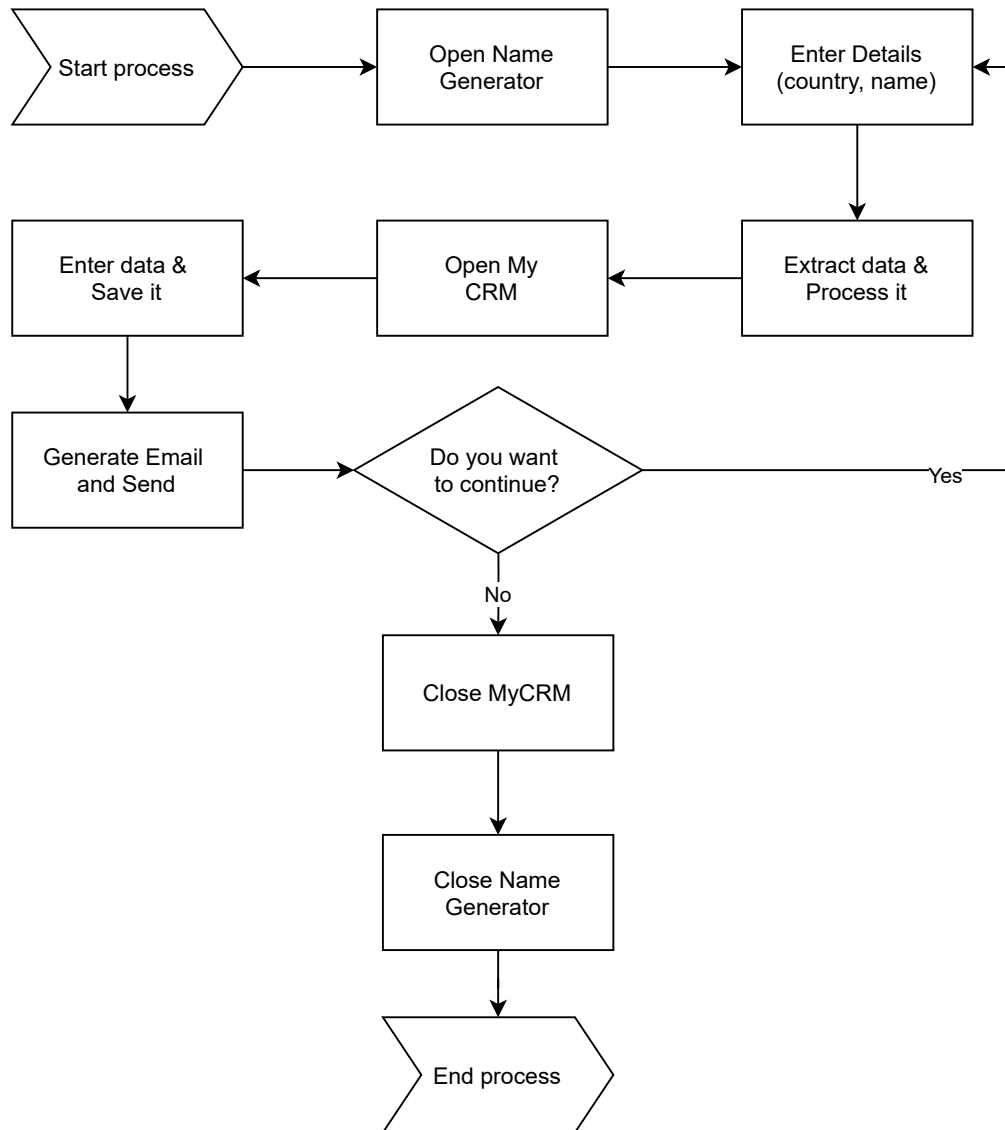 Start process
Open Name
Generator
Enter Details
(country, name)
Enter data &
Save it
Open My
CRM
Extract data &
Process it
Generate Email
and Send
Do you want
to continue?
Yes
No
Close MyCRM
Close Name
Generator
End process